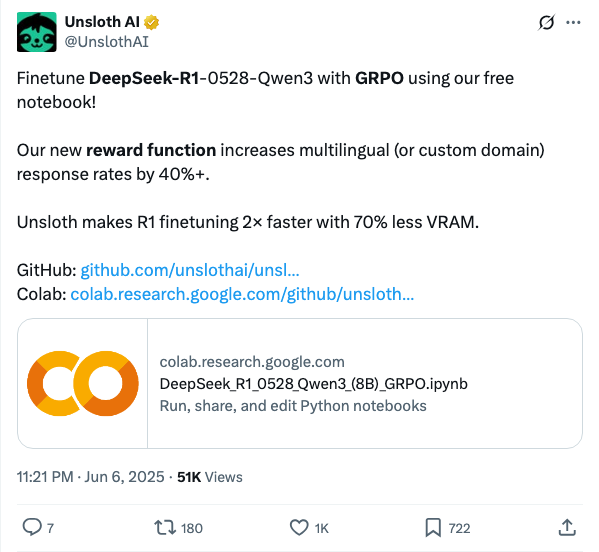 Unsloth AI
@UnslothAI
Finetune DeepSeek-R1-0528-Qwen3 with GRPO using our free
notebook!
Our new reward function increases multilingual (or custom domain)
response rates by 40%+.
Unsloth makes R1 finetuning 2× faster with 70% less VRAM.
GitHub: github.com/unslothai/unsl...
Colab: colab.research.google.com/github/unsloth...
colab.research.google.com
DeepSeek_R1_0528_Qwen3_(8B)_GRPO.ipynb
Run, share, and edit Python notebooks
11:21 PM · Jun 6, 2025 · 51K Views
7 180 1K 722